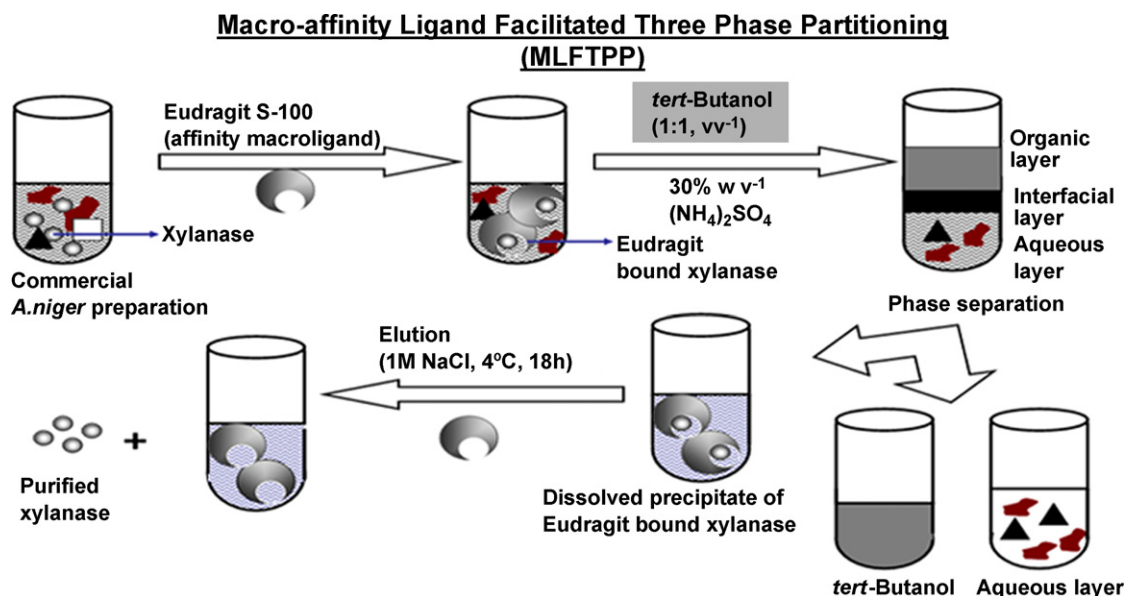 Macro-affinity Ligand Facilitated Three Phase Partitioning
(MLFTPP)
Eudragit S-100
(affinity macroligand)
tert-Butanol
(1:1, vv⁻¹)
30% w v⁻¹
(NH₄)₂SO₄
Organic
layer
Interfacial
layer
Aqueous
layer
Xylanase
Eudragit
bound xylanase
Commercial
A.niger preparation
Phase separation
Elution
(1M NaCl, 4ºC, 18h)
+
Purified
xylanase
Dissolved precipitate of
Eudragit bound xylanase
tert-Butanol
Aqueous layer